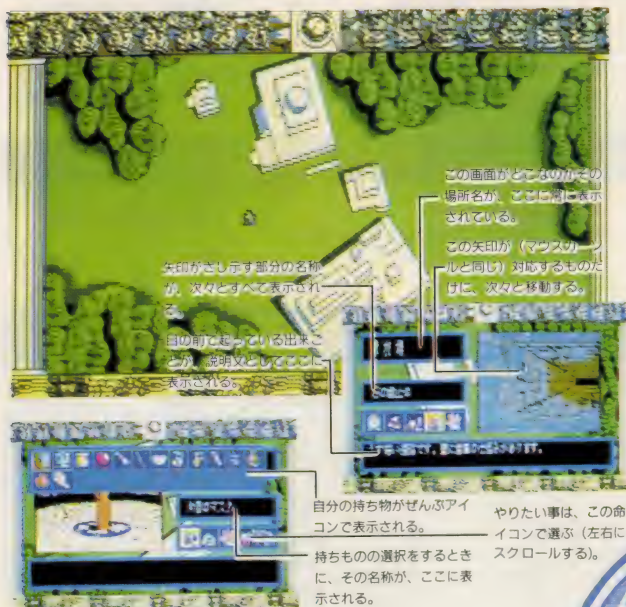 この画面がどこなのかその
場所名が、ここに常に表示
されている。
この矢印が（マウスカーソ
ルと同じ）対応するものだ
けに、次々と移動する。
矢印がさし示す部分の名称
が、次々とすべて表示され
る。
目の前で起っている出来こ
とが、説明文としてここに
表示される。
自分の持ち物がぜんぶアイ
コンで表示される。
持ちものの選択をするとき
に、その名称が、ここに表
示される。
やりたい事は、この命
イコンで選ぶ（左右に
スクロールする）。